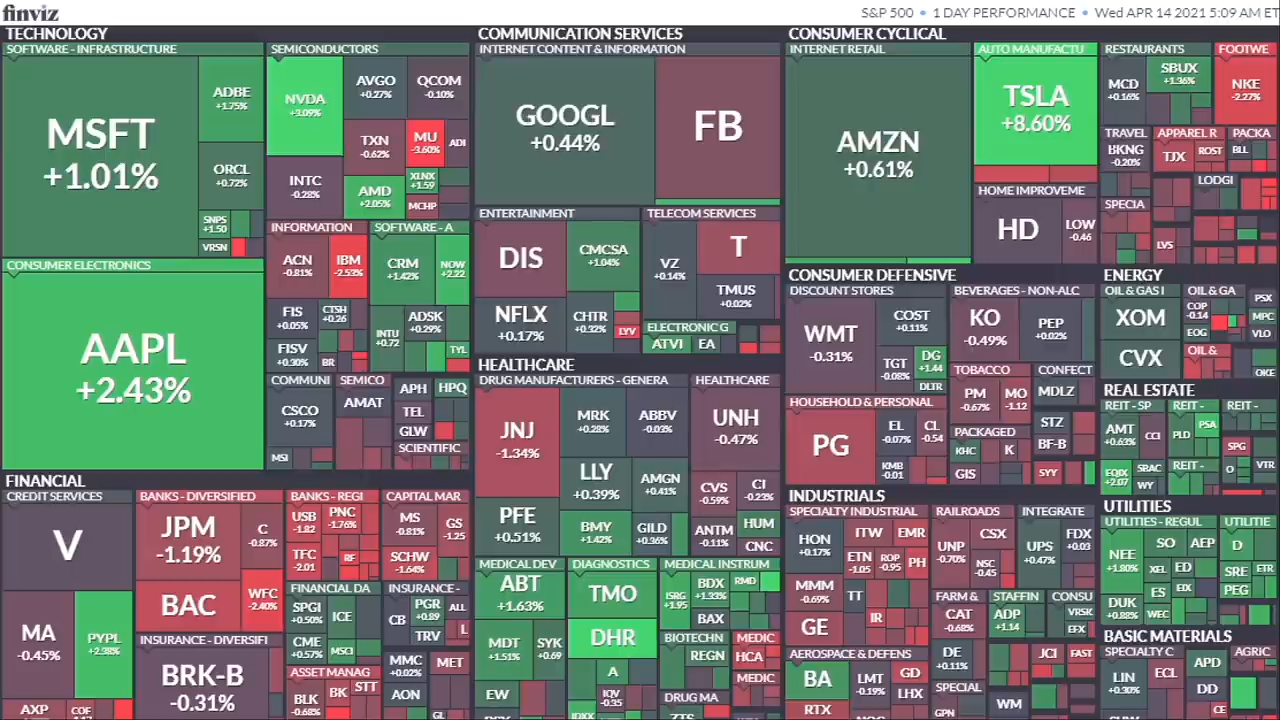 finviz
S&P 500 • 1 DAY PERFORMANCE • Wed APR 14 2021 5:09 AM ET
TECHNOLOGY
SOFTWARE - INFRASTRUCTURE
MSFT
+1.01%
ADBE
+1.75%
ORCL
+0.72%
SNPS
+1.50
VRSN
CONSUMER ELECTRONICS
AAPL
+2.43%
SEMICONDUCTORS
NVDA
+3.09%
AVGO
+0.27%
QCOM
-0.10%
TXN
-0.62%
MU
-3.60%
ADI
INTC
-0.28%
AMD
+2.05%
XLNX
+1.59
MCHP
INFORMATION
ACN
-0.81%
IBM
-2.53%
FIS
+0.05%
CTSH
+0.26
FISV
+0.30%
BR
SOFTWARE - A
CRM
+1.42%
NOW
+2.22
INTU
+0.72
ADSK
+0.29%
TYL
COMMUNI
CSCO
+0.17%
MSI
SEMICO
AMAT
APH
HPQ
TEL
GLW
SCIENTIFIC
COMMUNICATION SERVICES
INTERNET CONTENT & INFORMATION
GOOGL
+0.44%
FB
ENTERTAINMENT
DIS
CMCSA
+1.04%
NFLX
+0.17%
CHTR
+0.32%
LYV
TELECOM SERVICES
VZ
+0.14%
T
TMUS
+0.02%
ELECTRONIC G
ATVI
EA
CONSUMER CYCLICAL
INTERNET RETAIL
AMZN
+0.61%
AUTO MANUFACTU
TSLA
+8.60%
HOME IMPROVEME
HD
LOW
-0.46
RESTAURANTS
MCD
+0.16%
SBUX
+1.36%
FOOTWE
NKE
-2.27%
TRAVEL
BKNG
-0.20%
APPAREL R
TJX
ROST
PACKA
BLL
LODGI
SPECIA
LVS
HEALTHCARE
DRUG MANUFACTURERS - GENERA
JNJ
-1.34%
MRK
+0.28%
ABBV
-0.03%
LLY
+0.39%
AMGN
+0.41%
PFE
+0.51%
BMY
+1.42%
GILD
+0.36%
HEALTHCARE
UNH
-0.47%
CVS
-0.59%
CI
-0.23%
ANTM
-0.11%
HUM
CNC
MEDICAL DEV
ABT
+1.63%
MDT
+1.51%
SYK
+0.69
EW
DIAGNOSTICS
TMO
DHR
A
IQV
-0.35
IDXX
MEDICAL INSTRUM
ISRG
+1.95
BDX
+1.33%
RMD
BAX
BIOTECHN
REGN
MEDIC
HCA
MEDIC
DRUG MA
ZTS
CONSUMER DEFENSIVE
DISCOUNT STORES
WMT
-0.31%
COST
+0.11%
TGT
-0.08%
DG
+1.44
DLTR
BEVERAGES - NON-ALC
KO
-0.49%
PEP
+0.02%
TOBACCO
PM
-0.67%
MO
-1.12
CONFECT
MDLZ
HOUSEHOLD & PERSONAL
PG
EL
-0.07%
CL
-0.54
KMB
-0.01
PACKAGED
KHC
K
GIS
STZ
BF-B
SYY
ENERGY
OIL & GAS I
XOM
CVX
OIL & GA
COP
-0.14
EOG
OIL &
PSX
MPC
VLO
OKE
REAL ESTATE
REIT - SP
AMT
+0.63%
CCI
EQIX
+2.07
SBAC
WY
REIT -
PLD
PSA
REIT -
REIT -
SPG
O
VTR
FINANCIAL
CREDIT SERVICES
V
MA
-0.45%
PYPL
+2.38%
AXP
COF
BANKS - DIVERSIFIED
JPM
-1.19%
C
-0.87%
BAC
WFC
-2.40%
INSURANCE - DIVERSIFI
BRK-B
-0.31%
BANKS - REGI
USB
-1.82
PNC
-1.76%
TFC
-2.01
RF
CAPITAL MAR
MS
-0.81%
GS
-1.25
SCHW
-1.64%
FINANCIAL DA
SPGI
+0.50%
ICE
CME
+0.57%
MSCI
INSURANCE -
CB
PGR
+0.89
ALL
TRV
L
ASSET MANAG
BLK
-0.68%
BK
STT
MMC
+0.02%
MET
AON
GL
INDUSTRIALS
SPECIALTY INDUSTRIAL
HON
+0.17%
ITW
EMR
ETN
-1.05
ROP
-0.95
PH
MMM
-0.69%
TT
IR
GE
RAILROADS
UNP
-0.70%
CSX
NSC
-0.45
INTEGRATE
UPS
+0.47%
FDX
+0.03
FARM &
CAT
-0.68%
DE
+0.11%
STAFFIN
ADP
+1.14
CONSU
VRSK
EFX
AEROSPACE & DEFENS
BA
LMT
-0.19%
GD
LHX
RTX
NOC
SPECIAL
GPN
JCI
FAST
WM
UTILITIES
UTILITIES - REGUL
NEE
+1.80%
SO
AEP
XEL
ED
DUK
+0.88%
ES
EIX
WEC
UTILITIE
D
SRE
ETR
PEG
BASIC MATERIALS
SPECIALTY C
LIN
+0.30%
ECL
APD
DD
CE
AGRIC